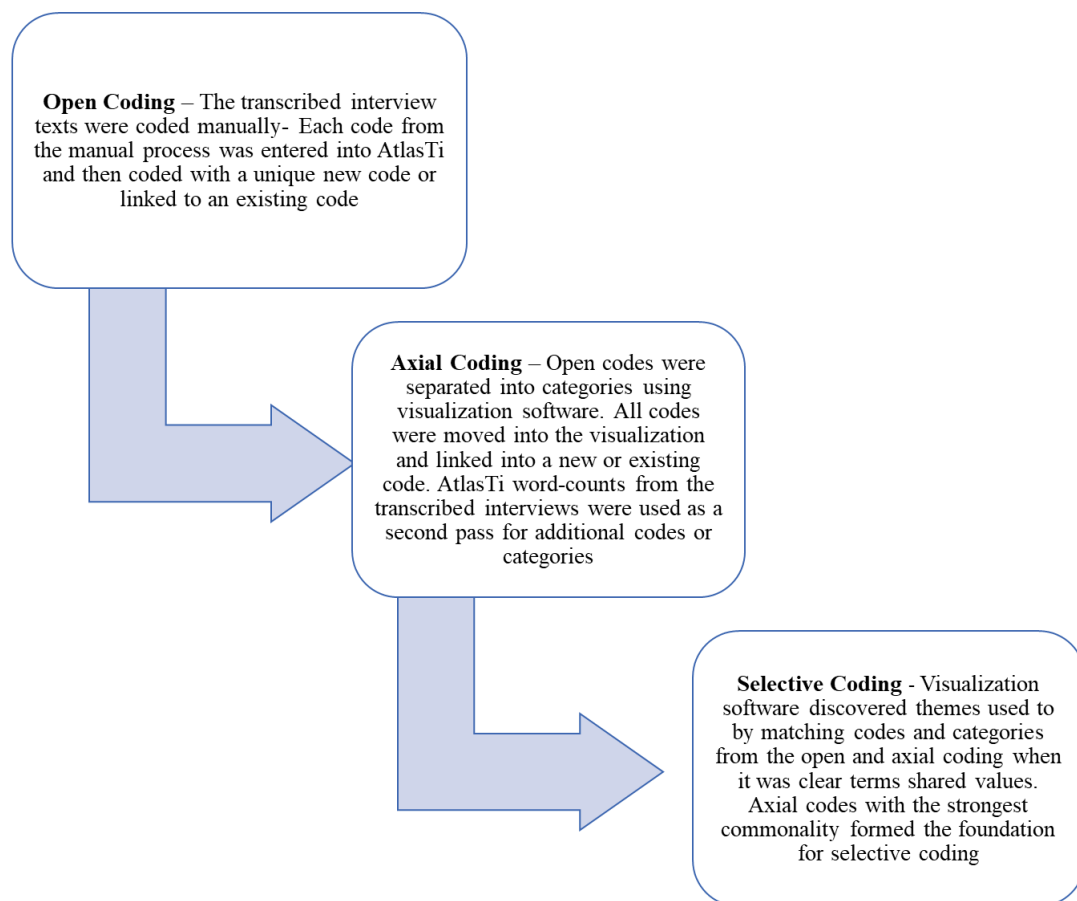 Open Coding – The transcribed interview
texts were coded manually- Each code from
the manual process was entered into AtlasTi
and then coded with a unique new code or
linked to an existing code
Axial Coding – Open codes were
separated into categories using
visualization software. All codes
were moved into the visualization
and linked into a new or existing
code. AtlasTi word-counts from the
transcribed interviews were used as a
second pass for additional codes or
categories
Selective Coding - Visualization
software discovered themes used to
by matching codes and categories
from the open and axial coding when
it was clear terms shared values.
Axial codes with the strongest
commonality formed the foundation
for selective coding